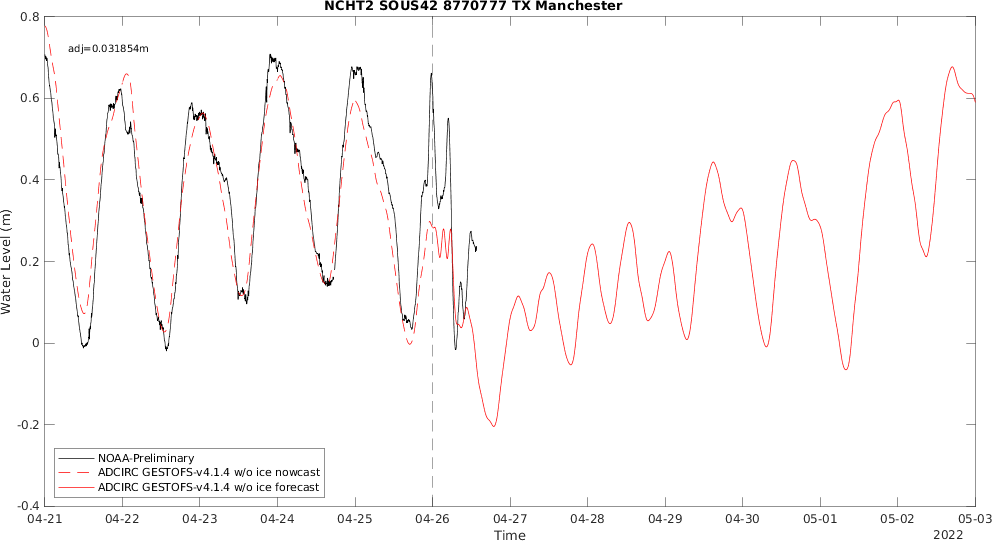 NCHT2 SOUS42 8770777 TX Manchester
adj=0.031854m
Water Level (m)
0.8
0.6
0.4
0.2
0
-0.2
-0.4
NOAA-Preliminary
ADCIRC GESTOFS-v4.1.4 w/o ice nowcast
ADCIRC GESTOFS-v4.1.4 w/o ice forecast
04-21 04-22 04-23 04-24 04-25 04-26 04-27 04-28 04-29 04-30 05-01 05-02 05-03
Time
2022